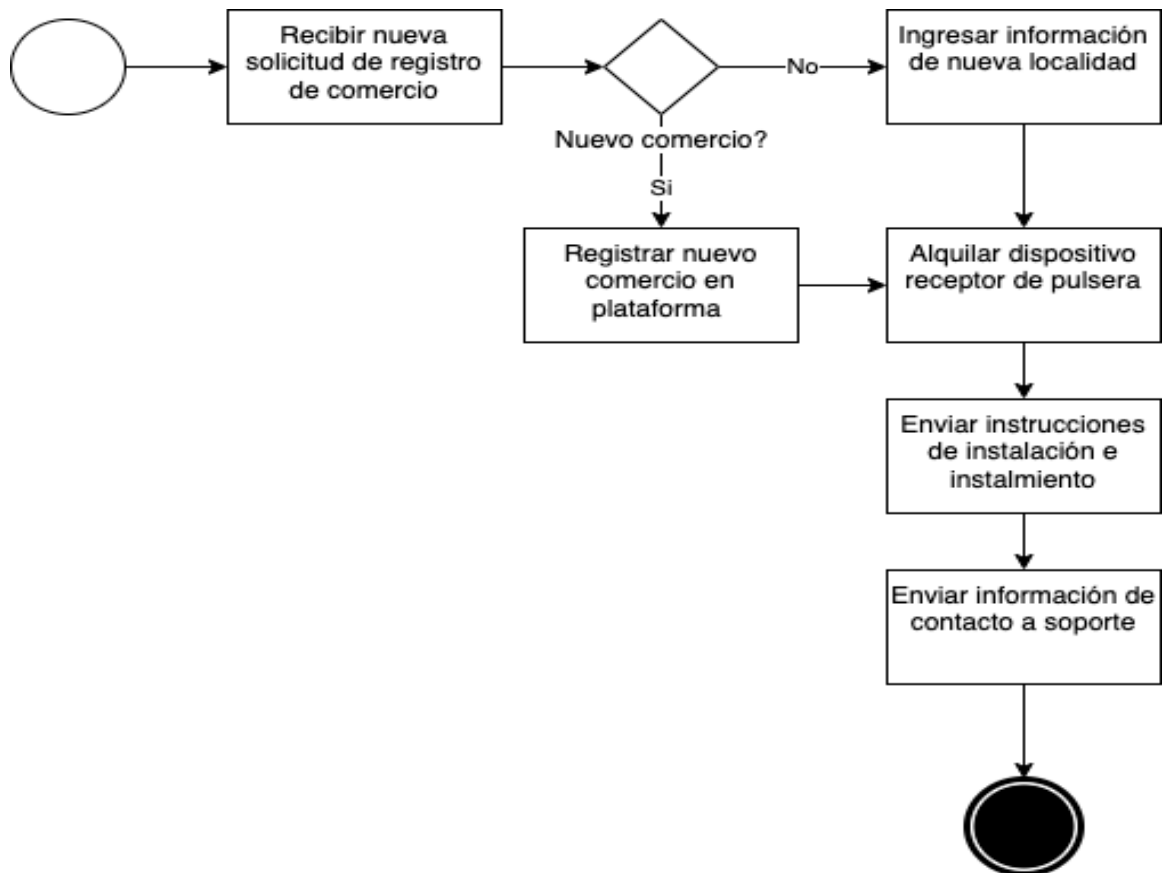 Recibir nueva
solicitud de registro
de comercio
No
Ingresar información
de nueva localidad
Nuevo comercio?
Si
Registrar nuevo
comercio en
plataforma
Alquilar dispositivo
receptor de pulsera
Enviar instrucciones
de instalación e
instalmiento
Enviar información de
contacto a soporte